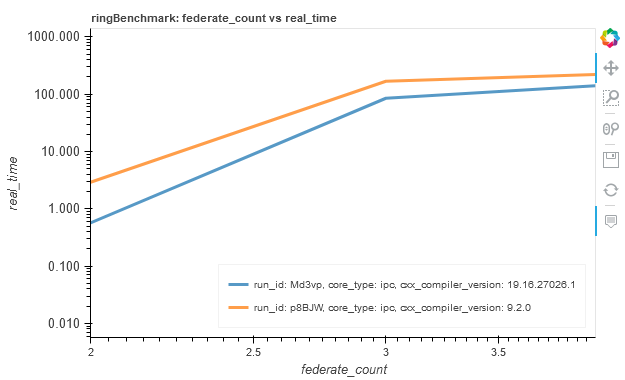 ringBenchmark: federate_count vs real_time
1000.000
100.000
10.000
1.000
0.100
0.010
real_time
run_id: Md3vp, core_type: ipc, cxx_compiler_version: 19.16.27026.1
run_id: p8BJW, core_type: ipc, cxx_compiler_version: 9.2.0
2
2.5
3
3.5
federate_count